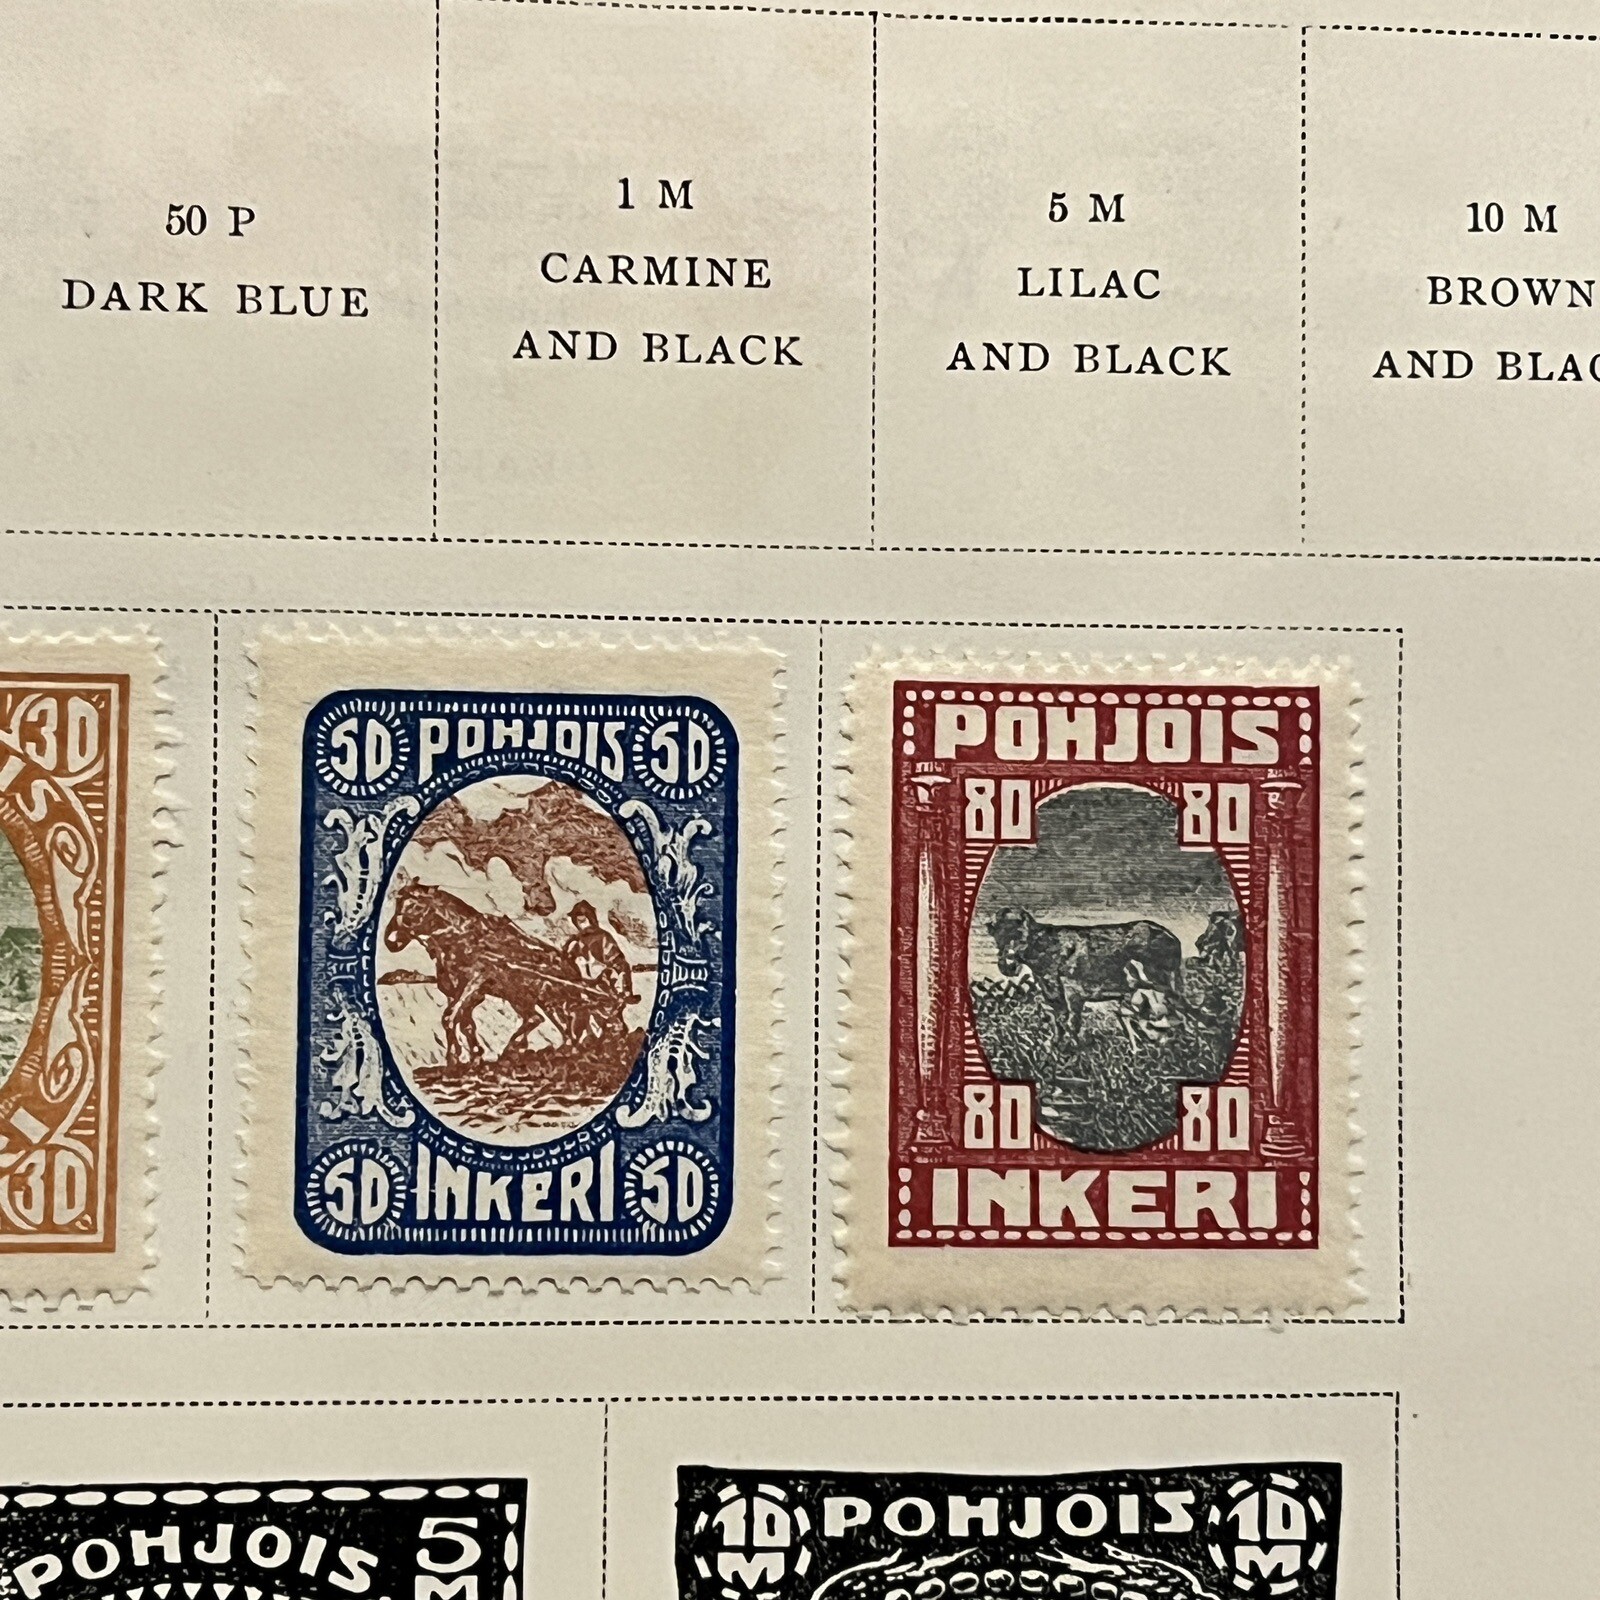 50 P
DARK BLUE
1 M
CARMINE
AND BLACK
5 M
LILAC
AND BLACK
10 M
BROWN
AND BLAC
30
30
50 POHJOIS 50
50 INKERI 50
POHJOIS
80 80
80 80
INKERI
POHJOIS 5
M
10 POHJOIS 10
M M